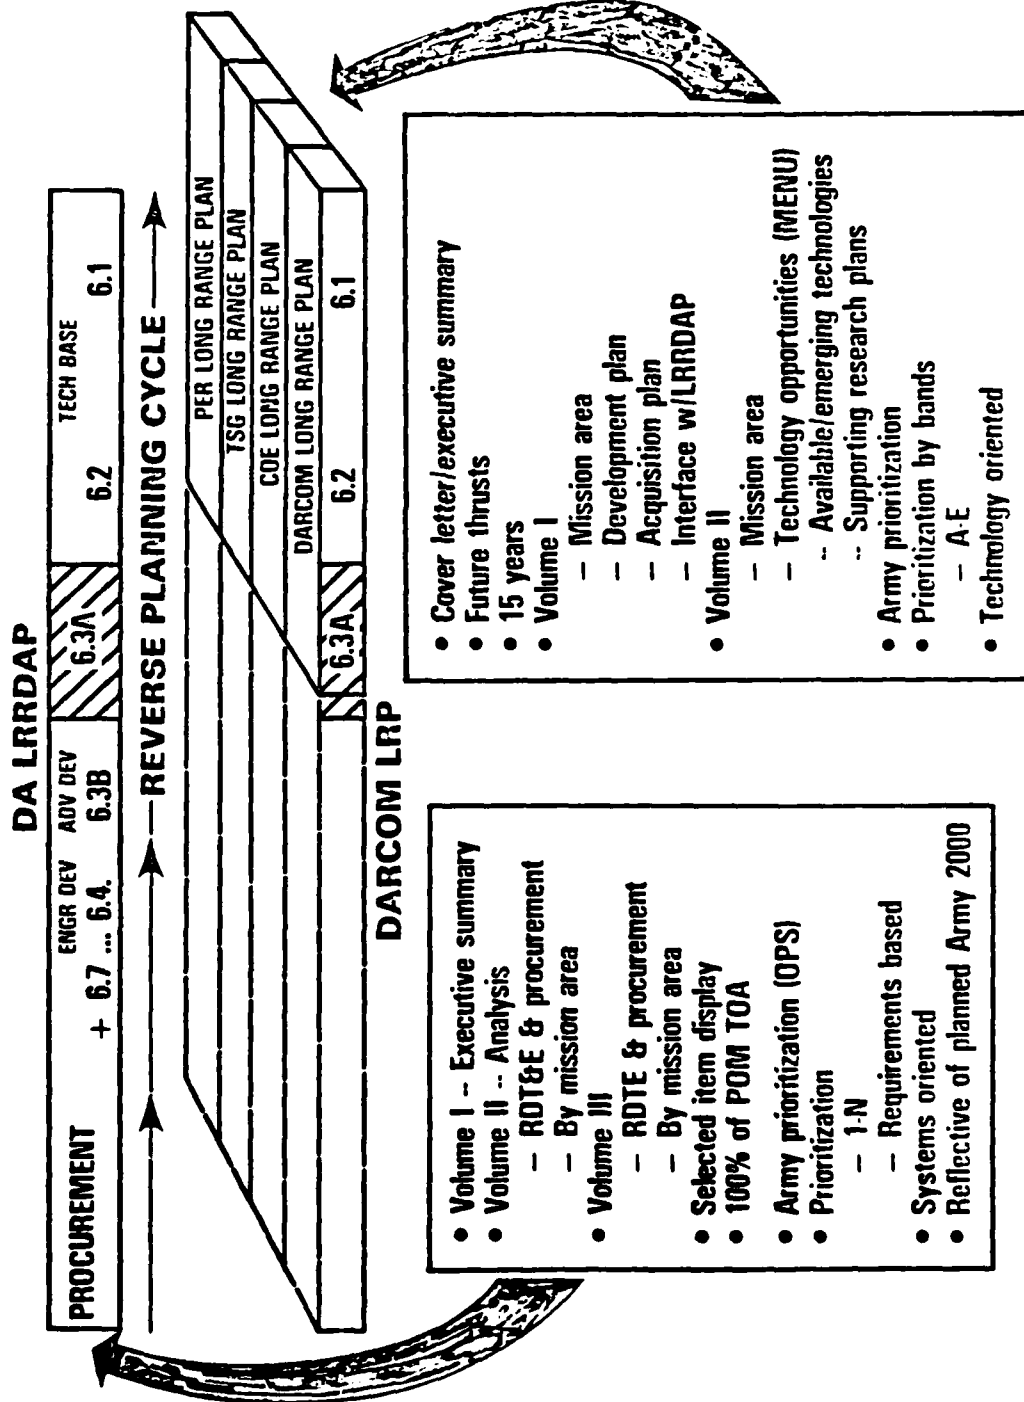 DA LRRDAP
PROCUREMENT
ENGR DEV ADV DEV
+ 6.7 ... 6.4. 6.3B
6.3A
TECH BASE
6.2 6.1
REVERSE PLANNING CYCLE
PER LONG RANGE PLAN
TSG LONG RANGE PLAN
COE LONG RANGE PLAN
DARCOM LONG RANGE PLAN
6.3A 6.2 6.1
DARCOM LRP
• Volume I -- Executive summary
• Volume II -- Analysis
– RDT&E & procurement
– By mission area
• Volume III
– RDTE & procurement
– By mission area
• Selected item display
• 100% of POM TOA
• Army prioritization (OPS)
• Prioritization
– 1-N
– Requirements based
• Systems oriented
• Reflective of planned Army 2000
• Cover letter/executive summary
• Future thrusts
• 15 years
• Volume I
– Mission area
– Development plan
– Acquisition plan
– Interface w/LRRDAP
• Volume II
– Mission area
– Technology opportunities (MENU)
-- Available/emerging technologies
-- Supporting research plans
• Army prioritization
• Prioritization by bands
– A-E
• Technology oriented